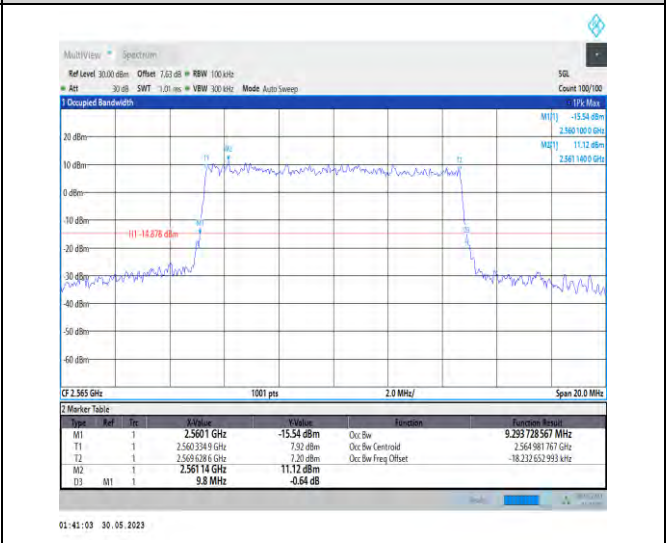 MultiView Spectrum
Ref Level 30.00 dBm Offset 7.63 dB RBW 100 kHz SGL
Att 30 dB SWT 1.01 ms VBW 300 kHz Mode Auto Sweep Count 100/100
1 Occupied Bandwidth 1Pk Max
M1[1] -15.54 dBm
2.560 100 0 GHz
M2[1] 11.12 dBm
2.561 140 0 GHz
20 dBm
10 dBm
0 dBm
-10 dBm
H1 -14.878 dBm
-20 dBm
-30 dBm
-40 dBm
-50 dBm
-60 dBm
T1
M2
T2
M1
D3
CF 2.565 GHz 1001 pts 2.0 MHz/ Span 20.0 MHz
2 Marker Table
Type Ref Trc X-Value Y-Value Function Function Result
M1 1 2.5601 GHz -15.54 dBm Occ Bw 9.293 728 567 MHz
T1 1 2.560 334 9 GHz 7.92 dBm Occ Bw Centroid 2.564 981 767 GHz
T2 1 2.569 628 6 GHz 7.20 dBm Occ Bw Freq Offset -18.232 652 993 kHz
M2 1 2.561 14 GHz 11.12 dBm
D3 M1 1 9.8 MHz -0.64 dB
01:41:03 30.05.2023